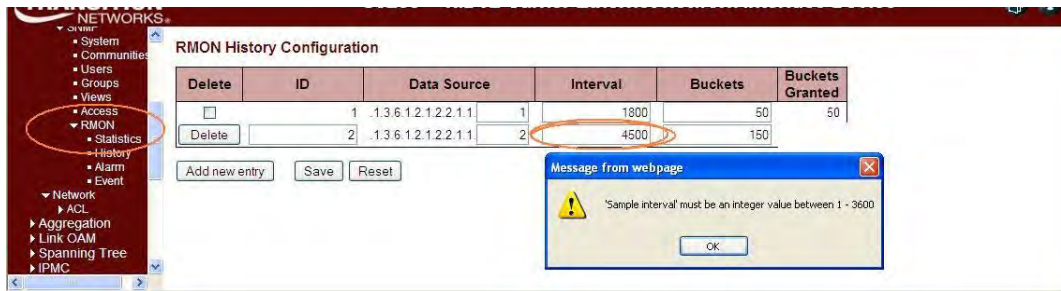 NETWORKS
SNMP
System
Communities
Users
Groups
Views
Access
RMON
Statistics
History
Alarm
Event
Network
ACL
Aggregation
Link OAM
Spanning Tree
IPMC
RMON History Configuration
Delete ID Data Source Interval Buckets Buckets Granted
1 .1.3.6.1.2.1.2.2.1.1. 1 1800 50 50
Delete 2 .1.3.6.1.2.1.2.2.1.1. 2 4500 150
Add new entry Save Reset
Message from webpage
'Sample interval' must be an integer value between 1 - 3600
OK